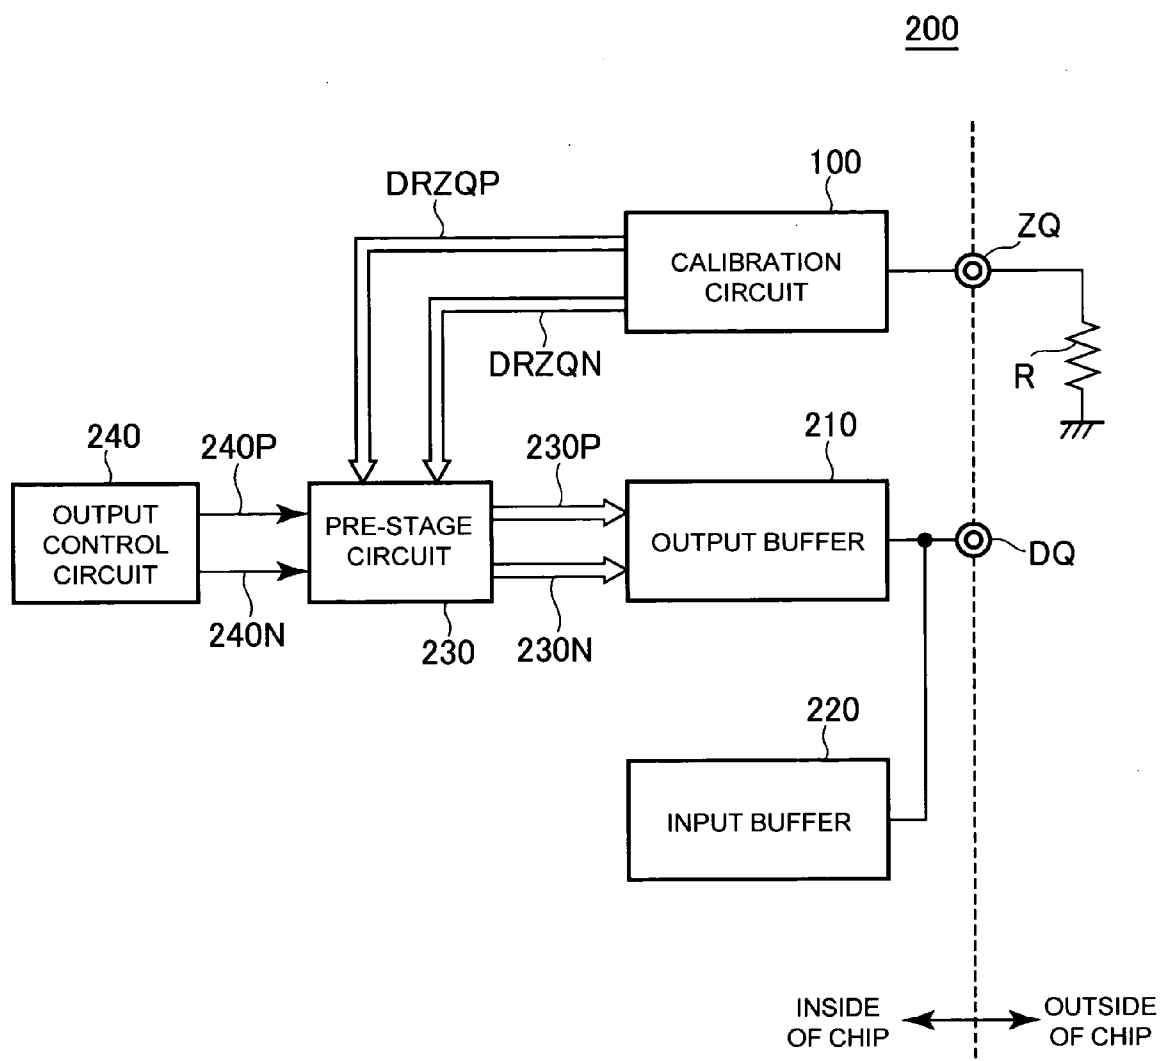 200
100
DRZQP
ZQ
CALIBRATION
CIRCUIT
DRZQN
R
240
240P
230P
210
OUTPUT
CONTROL
CIRCUIT
PRE-STAGE
CIRCUIT
OUTPUT BUFFER
DQ
240N
230
230N
220
INPUT BUFFER
INSIDE
OF CHIP
OUTSIDE
OF CHIP